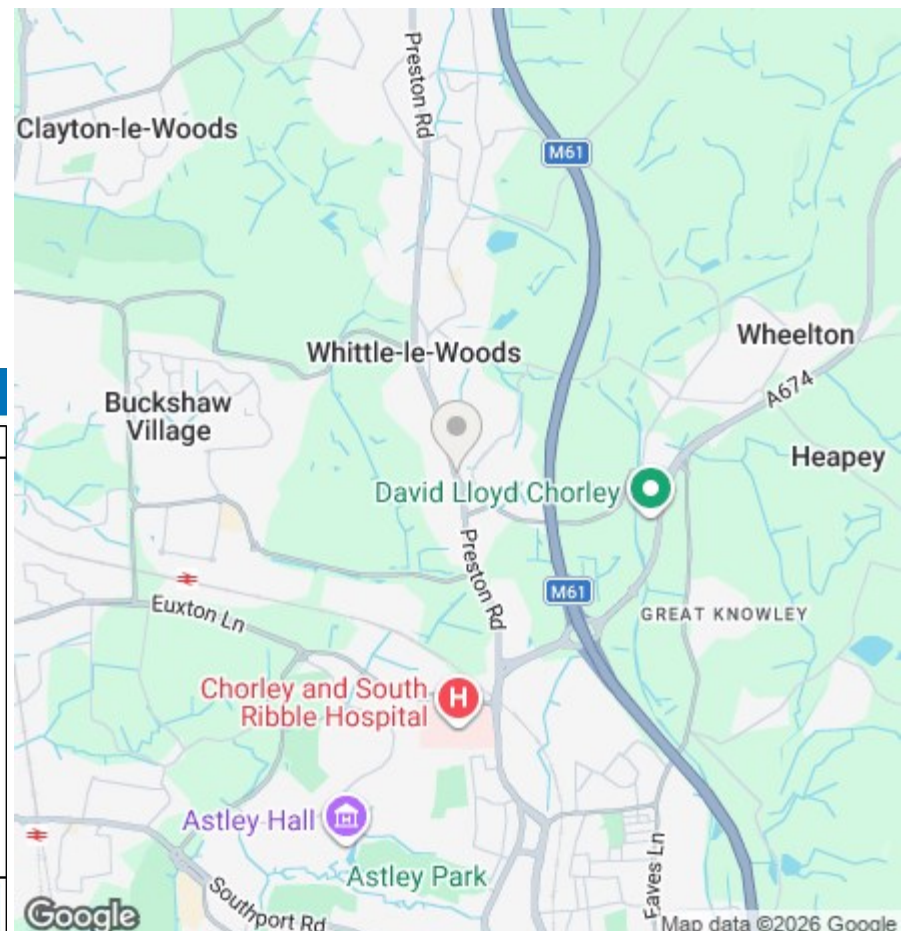 Preston Rd
Clayton-le-Woods
M61
Wheelton
Whittle-le-Woods
A674
Buckshaw
Village
Heapey
David Lloyd Chorley
Preston Rd
M61
Euxton Ln
GREAT KNOWLEY
Chorley and South
Ribble Hospital
H
Astley Hall
Eaves Ln
Astley Park
Southport Rd
Google
Map data ©2026 Google